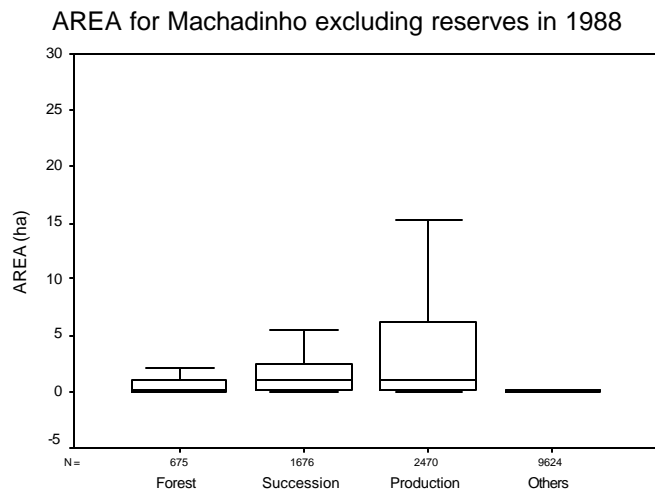 AREA for Machadinho excluding reserves in 1988
30
25
20
15
10
5
0
-5
AREA (ha)
N = 675 1676 2470 9624
Forest Succession Production Others